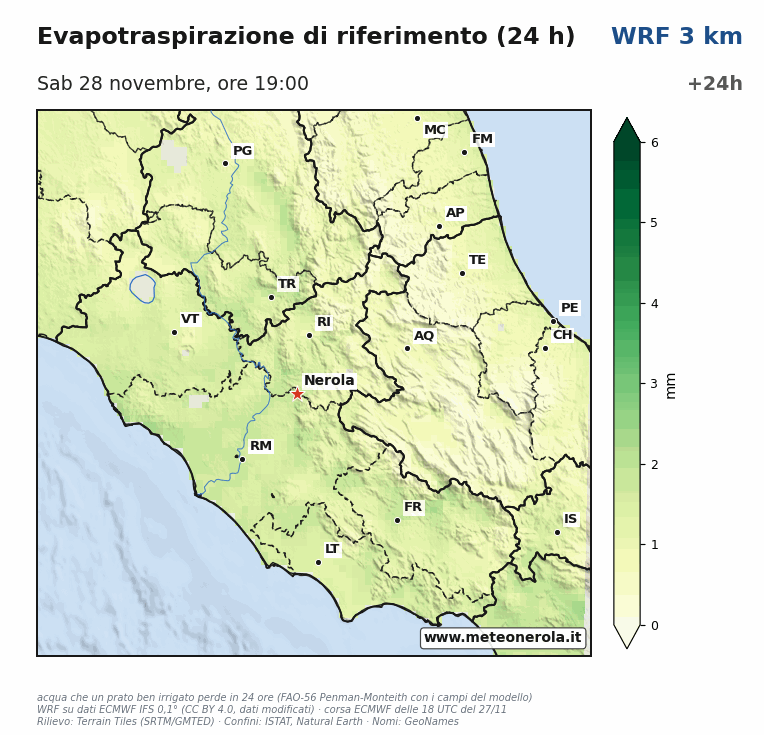 Evapotraspirazione di riferimento (24 h) WRF 3 km
Sab 28 novembre, ore 19:00 +24h
MC
FM
PG
AP
TE
TR
PE
VT
RI
AQ
CH
Nerola
RM
FR
IS
LT
www.meteonerola.it
6
5
4
3
2
1
0
mm
acqua che un prato ben irrigato perde in 24 ore (FAO-56 Penman-Monteith con i campi del modello)
WRF su dati ECMWF IFS 0,1° (CC BY 4.0, dati modificati) · corsa ECMWF delle 18 UTC del 27/11
Rilievo: Terrain Tiles (SRTM/GMTED) · Confini: ISTAT, Natural Earth · Nomi: GeoNames